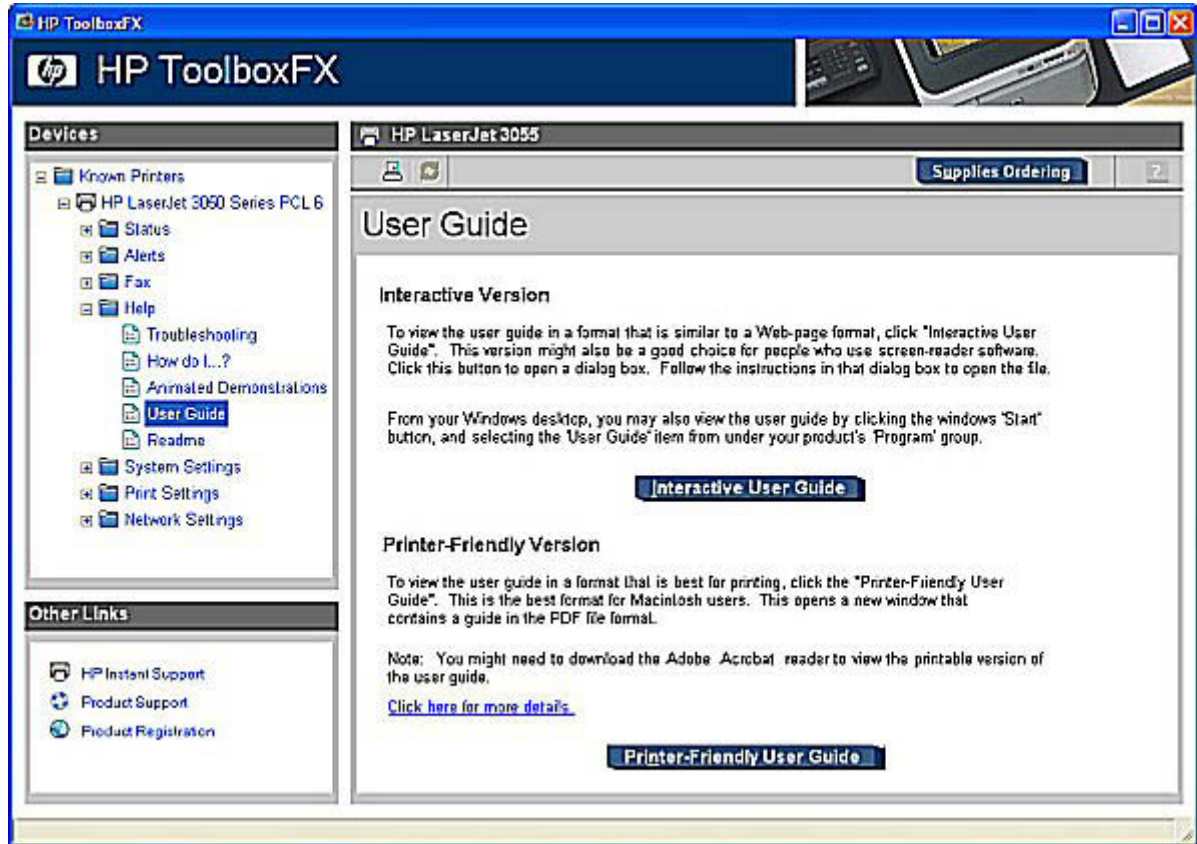 HP ToolboxFX
hp HP ToolboxFX
Devices
Known Printers
HP LaserJet 3050 Series PCL 6
Status
Alerts
Fax
Help
Troubleshooting
How do I...?
Animated Demonstrations
User Guide
Readme
System Settings
Print Settings
Network Settings
Other Links
HP Instant Support
Product Support
Product Registration
HP LaserJet 3055
Supplies Ordering
?
User Guide
Interactive Version
To view the user guide in a format that is similar to a Web-page format, click "Interactive User
Guide". This version might also be a good choice for people who use screen-reader software.
Click this button to open a dialog box. Follow the instructions in that dialog box to open the file.
From your Windows desktop, you may also view the user guide by clicking the windows 'Start'
button, and selecting the 'User Guide' item from under your product's 'Program' group.
Interactive User Guide
Printer-Friendly Version
To view the user guide in a format that is best for printing, click the "Printer-Friendly User
Guide". This is the best format for Macintosh users. This opens a new window that
contains a guide in the PDF file format.
Note: You might need to download the Adobe Acrobat reader to view the printable version of
the user guide.
Click here for more details.
Printer-Friendly User Guide